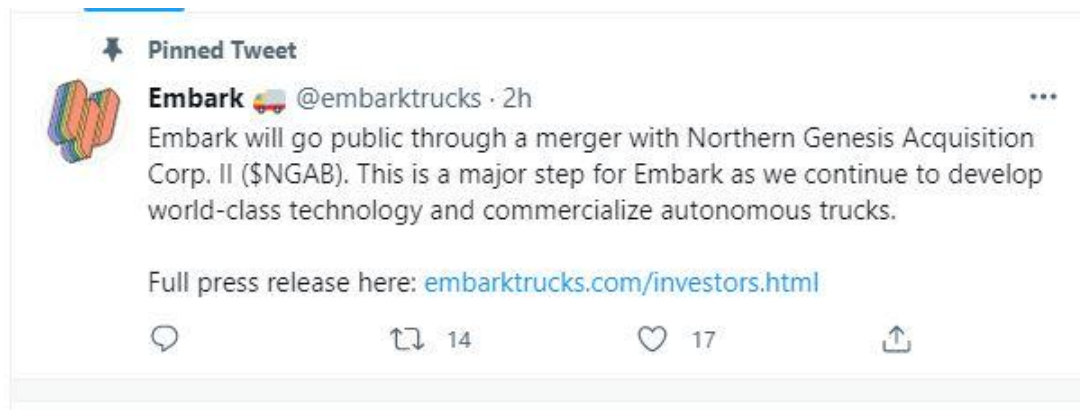 Pinned Tweet
Embark 🚚 @embarktrucks · 2h
Embark will go public through a merger with Northern Genesis Acquisition
Corp. II ($NGAB). This is a major step for Embark as we continue to develop
world-class technology and commercialize autonomous trucks.
Full press release here: embarktrucks.com/investors.html
14 17